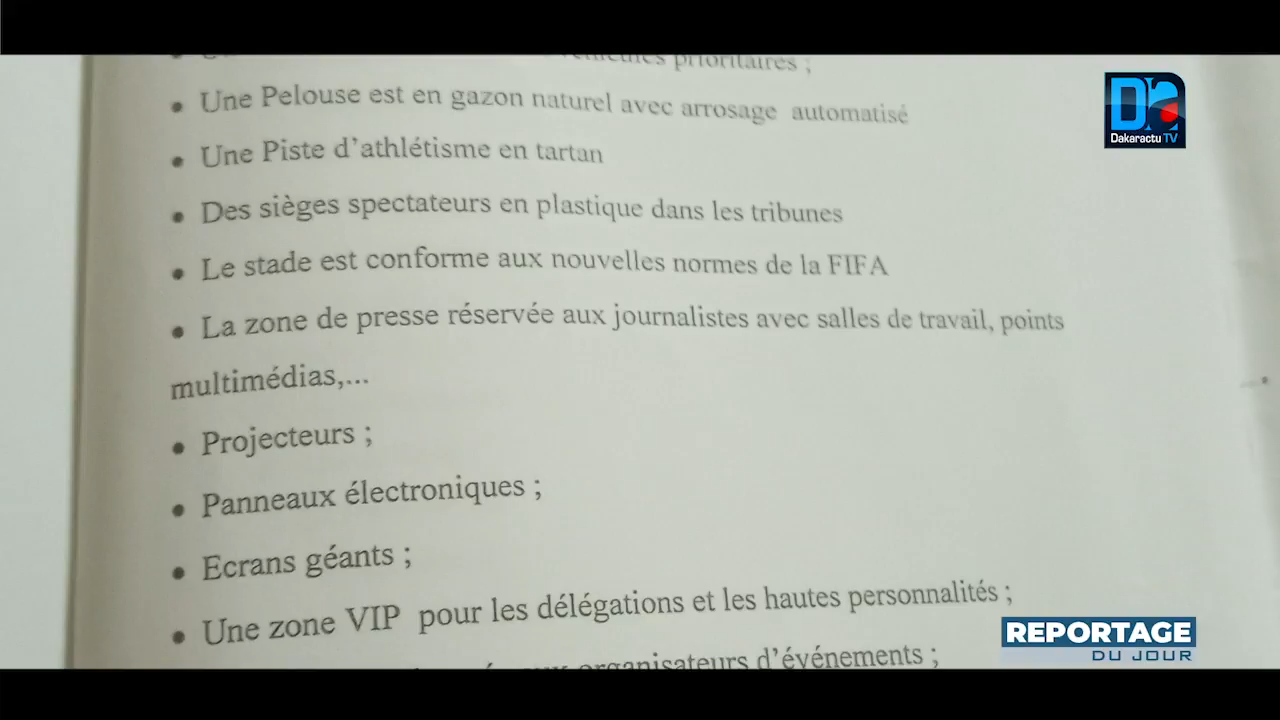 prioritaires ;
• Une Pelouse est en gazon naturel avec arrosage automatisé
• Une Piste d'athlétisme en tartan
• Des sièges spectateurs en plastique dans les tribunes
• Le stade est conforme aux nouvelles normes de la FIFA
• La zone de presse réservée aux journalistes avec salles de travail, points
multimédias,...
• Projecteurs ;
• Panneaux électroniques ;
• Ecrans géants ;
• Une zone VIP pour les délégations et les hautes personnalités ;
organisateurs d'événements ;
Da
Dakaractu TV
REPORTAGE
DU JOUR